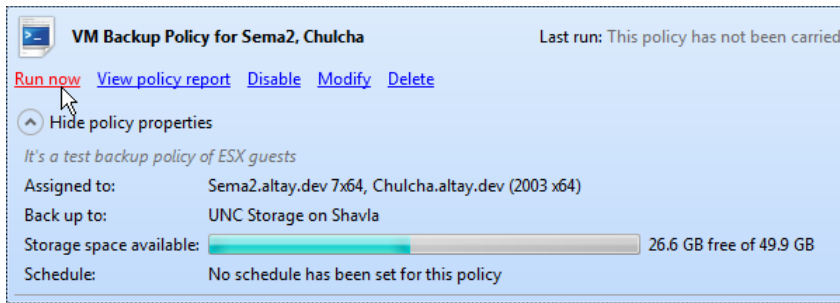 VM Backup Policy for Sema2, Chulcha Last run: This policy has not been carried
Run now View policy report Disable Modify Delete
Hide policy properties
It's a test backup policy of ESX guests
Assigned to: Sema2.altay.dev 7x64, Chulcha.altay.dev (2003 x64)
Back up to: UNC Storage on Shavla
Storage space available: 26.6 GB free of 49.9 GB
Schedule: No schedule has been set for this policy